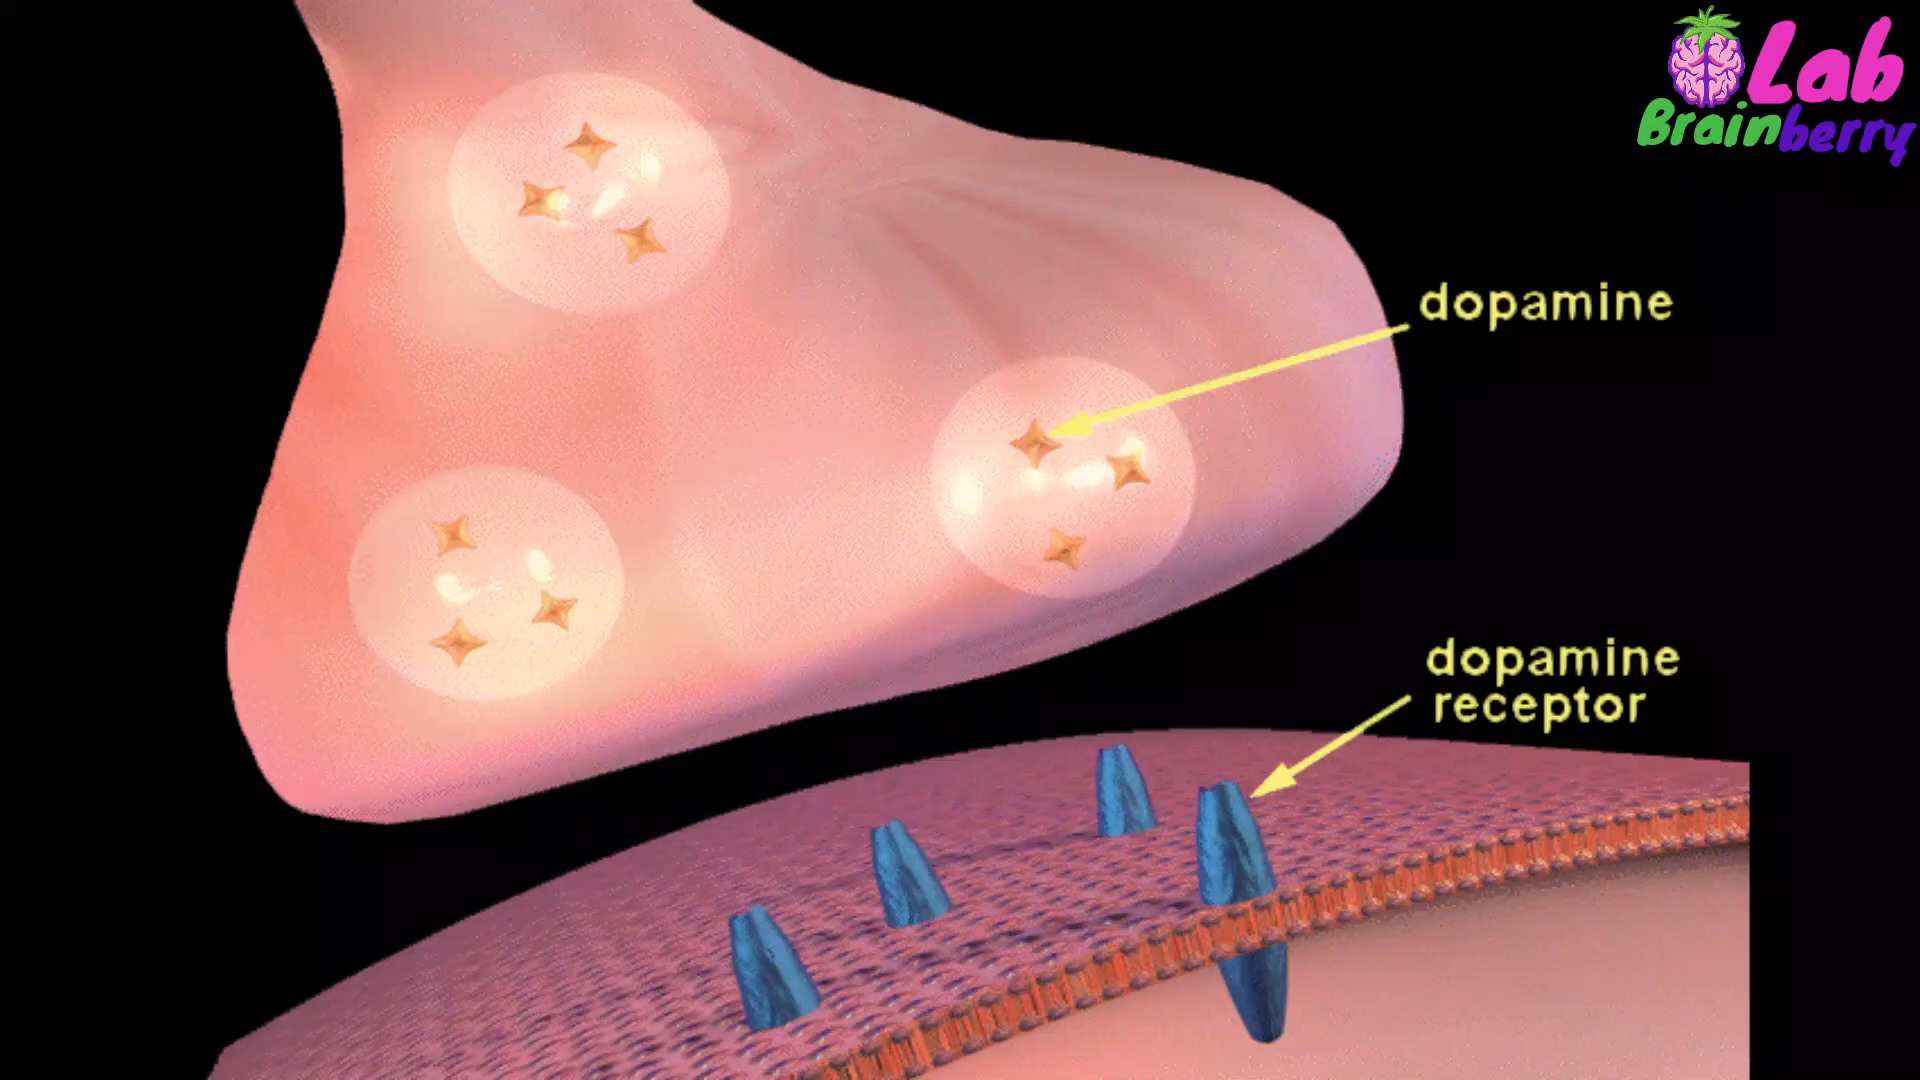 Lab
Brainberry
dopamine
dopamine
receptor